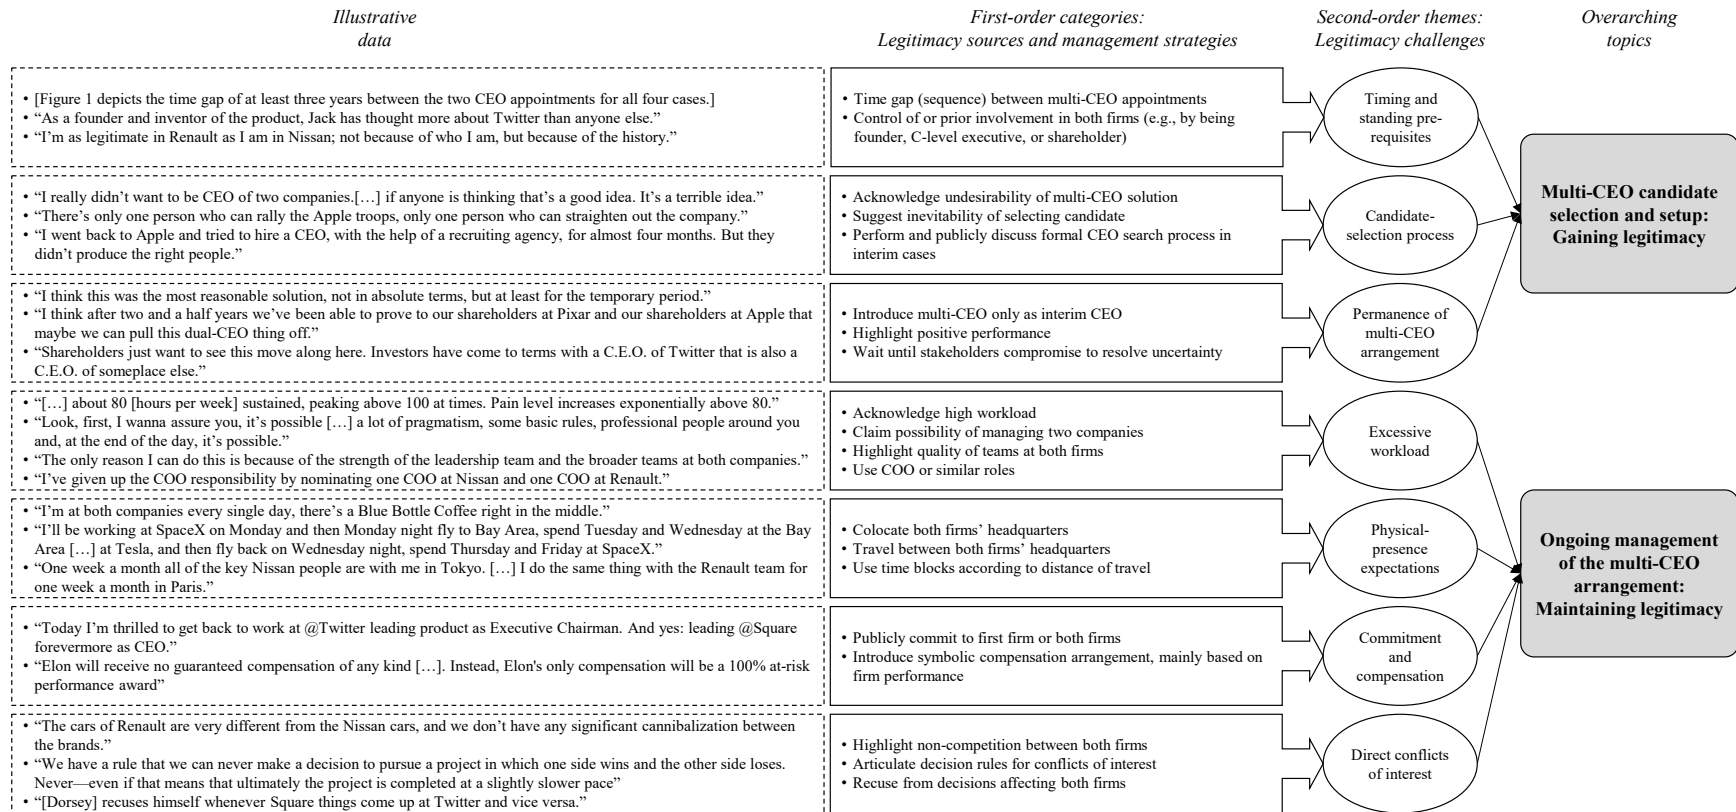 Illustrative
data
First-order categories:
Legitimacy sources and management strategies
Second-order themes:
Legitimacy challenges
Overarching
topics
• [Figure 1 depicts the time gap of at least three years between the two CEO appointments for all four cases.]
• “As a founder and inventor of the product, Jack has thought more about Twitter than anyone else.”
• “I’m as legitimate in Renault as I am in Nissan; not because of who I am, but because of the history.”
• Time gap (sequence) between multi-CEO appointments
• Control of or prior involvement in both firms (e.g., by being
founder, C-level executive, or shareholder)
Timing and
standing pre-
requisites
• “I really didn’t want to be CEO of two companies.[…] if anyone is thinking that’s a good idea. It’s a terrible idea.”
• “There’s only one person who can rally the Apple troops, only one person who can straighten out the company.”
• “I went back to Apple and tried to hire a CEO, with the help of a recruiting agency, for almost four months. But they
didn’t produce the right people.”
• Acknowledge undesirability of multi-CEO solution
• Suggest inevitability of selecting candidate
• Perform and publicly discuss formal CEO search process in
interim cases
Candidate-
selection process
Multi-CEO candidate
selection and setup:
Gaining legitimacy
• “I think this was the most reasonable solution, not in absolute terms, but at least for the temporary period.”
• “I think after two and a half years we’ve been able to prove to our shareholders at Pixar and our shareholders at Apple that
maybe we can pull this dual-CEO thing off.”
• “Shareholders just want to see this move along here. Investors have come to terms with a C.E.O. of Twitter that is also a
C.E.O. of someplace else.”
• Introduce multi-CEO only as interim CEO
• Highlight positive performance
• Wait until stakeholders compromise to resolve uncertainty
Permanence of
multi-CEO
arrangement
• “[…] about 80 [hours per week] sustained, peaking above 100 at times. Pain level increases exponentially above 80.”
• “Look, first, I wanna assure you, it’s possible […] a lot of pragmatism, some basic rules, professional people around you
and, at the end of the day, it’s possible.”
• “The only reason I can do this is because of the strength of the leadership team and the broader teams at both companies.”
• “I’ve given up the COO responsibility by nominating one COO at Nissan and one COO at Renault.”
• Acknowledge high workload
• Claim possibility of managing two companies
• Highlight quality of teams at both firms
• Use COO or similar roles
Excessive
workload
• “I’m at both companies every single day, there’s a Blue Bottle Coffee right in the middle.”
• “I’ll be working at SpaceX on Monday and then Monday night fly to Bay Area, spend Tuesday and Wednesday at the Bay
Area […] at Tesla, and then fly back on Wednesday night, spend Thursday and Friday at SpaceX.”
• “One week a month all of the key Nissan people are with me in Tokyo. […] I do the same thing with the Renault team for
one week a month in Paris.”
• Colocate both firms’ headquarters
• Travel between both firms’ headquarters
• Use time blocks according to distance of travel
Physical-
presence
expectations
Ongoing management
of the multi-CEO
arrangement:
Maintaining legitimacy
• “Today I’m thrilled to get back to work at @Twitter leading product as Executive Chairman. And yes: leading @Square
forevermore as CEO.”
• “Elon will receive no guaranteed compensation of any kind […]. Instead, Elon's only compensation will be a 100% at-risk
performance award”
• Publicly commit to first firm or both firms
• Introduce symbolic compensation arrangement, mainly based on
firm performance
Commitment
and
compensation
• “The cars of Renault are very different from the Nissan cars, and we don’t have any significant cannibalization between
the brands.”
• “We have a rule that we can never make a decision to pursue a project in which one side wins and the other side loses.
Never—even if that means that ultimately the project is completed at a slightly slower pace”
• “[Dorsey] recuses himself whenever Square things come up at Twitter and vice versa.”
• Highlight non-competition between both firms
• Articulate decision rules for conflicts of interest
• Recuse from decisions affecting both firms
Direct conflicts
of interest